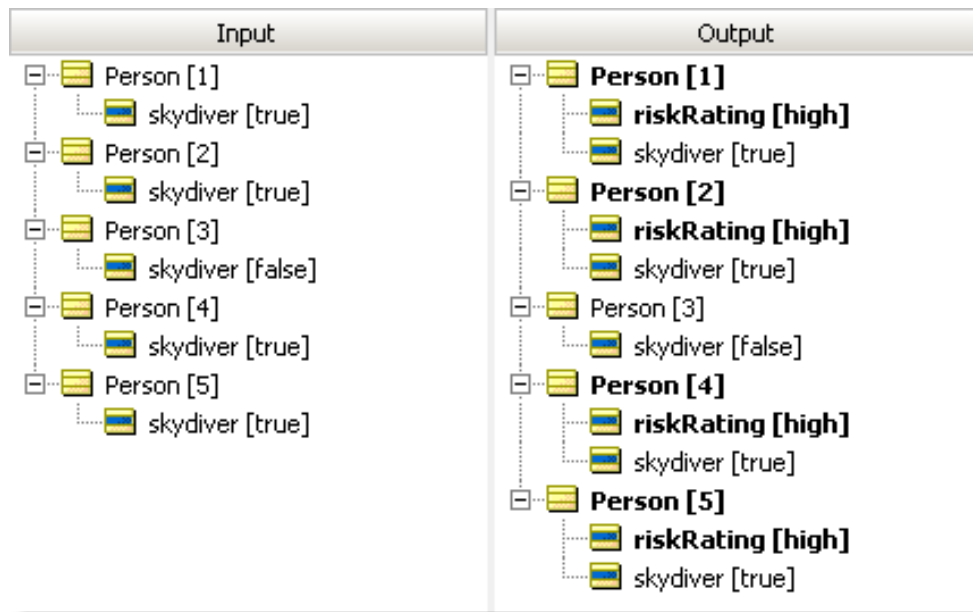 Input
Person [1]
skydiver [true]
Person [2]
skydiver [true]
Person [3]
skydiver [false]
Person [4]
skydiver [true]
Person [5]
skydiver [true]
Output
Person [1]
riskRating [high]
skydiver [true]
Person [2]
riskRating [high]
skydiver [true]
Person [3]
skydiver [false]
Person [4]
riskRating [high]
skydiver [true]
Person [5]
riskRating [high]
skydiver [true]